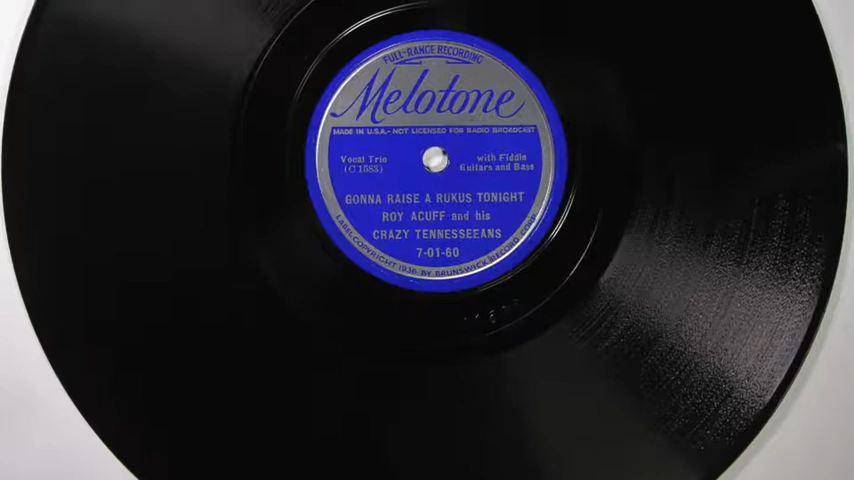 FULL-RANGE RECORDING
Melotone
MADE IN U.S.A.- NOT LICENSED FOR RADIO BROADCAST
Vocal Trio
(C 1583)
with Fiddle
Guitars and Bass
GONNA RAISE A RUKUS TONIGHT
ROY ACUFF and his
CRAZY TENNESSEEANS
7-01-60
LABEL COPYRIGHT 1936 BY BRUNSWICK RECORD CORP.